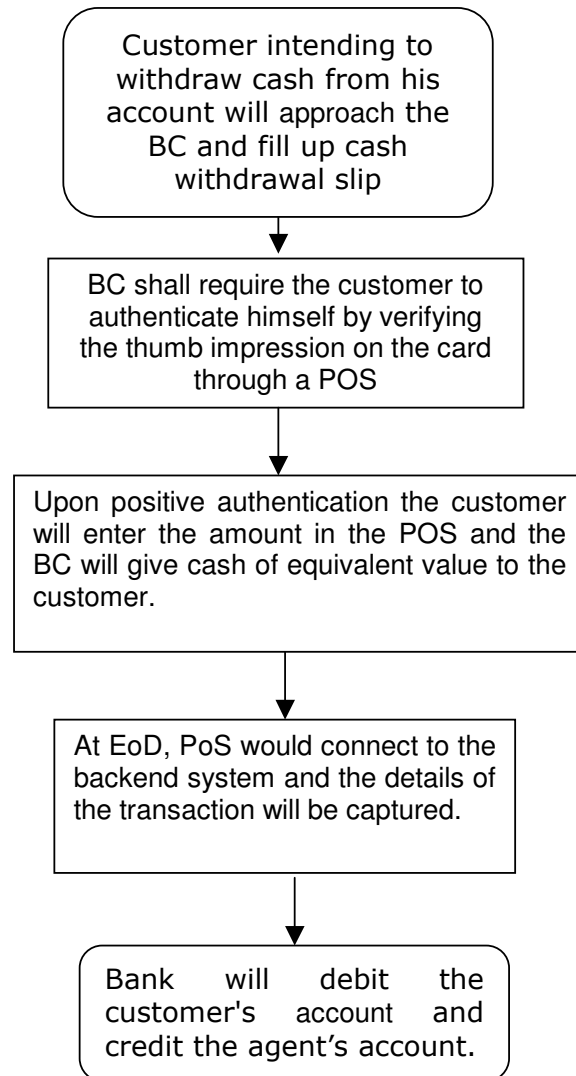 Customer intending to
withdraw cash from his
account will approach the
BC and fill up cash
withdrawal slip
BC shall require the customer to
authenticate himself by verifying
the thumb impression on the card
through a POS
Upon positive authentication the customer
will enter the amount in the POS and the
BC will give cash of equivalent value to the
customer.
At EoD, PoS would connect to the
backend system and the details of
the transaction will be captured.
Bank will debit the
customer's account and
credit the agent’s account.